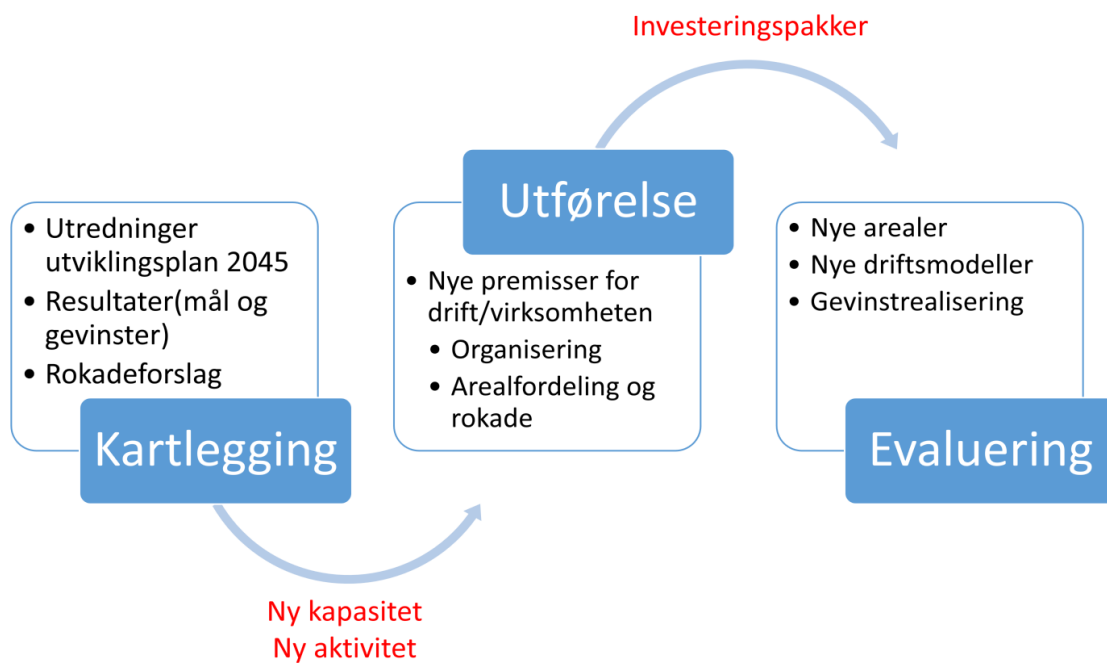 Investeringspakker
Utførelse
• Utredninger
utviklingsplan 2045
• Resultater(mål og
gevinster)
• Rokadeforslag
Kartlegging
• Nye premisser for
drift/virksomheten
• Organisering
• Arealfordeling og
rokade
• Nye arealer
• Nye driftsmodeller
• Gevinstrealisering
Evaluering
Ny kapasitet
Ny aktivitet